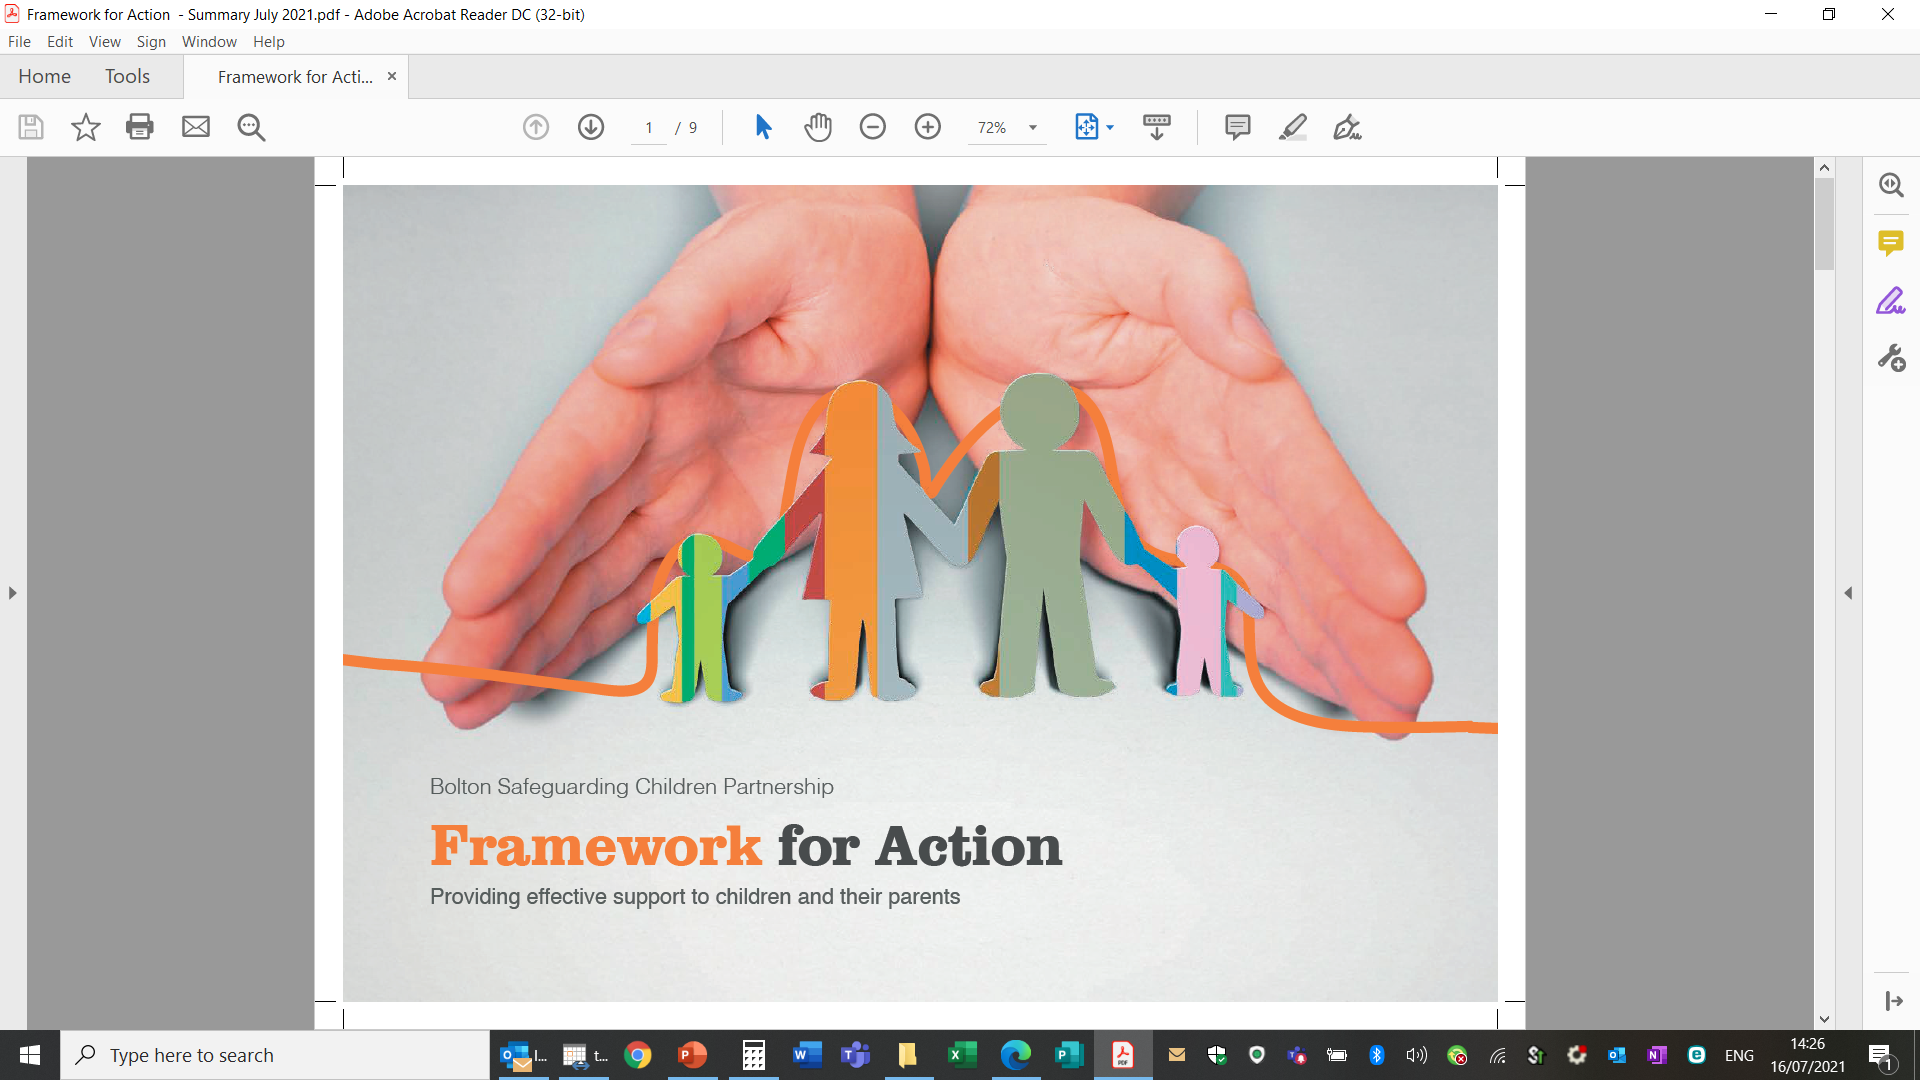 Framework for Action  - Summary July 2021.pdf - Adobe Acrobat Reader DC (32-bit)
File Edit View Sign Window Help
Home Tools Framework for Acti... ×
1 / 9 72%
Bolton Safeguarding Children Partnership
Framework for Action
Providing effective support to children and their parents
Type here to search
I... t... ENG
14:26
16/07/2021
1